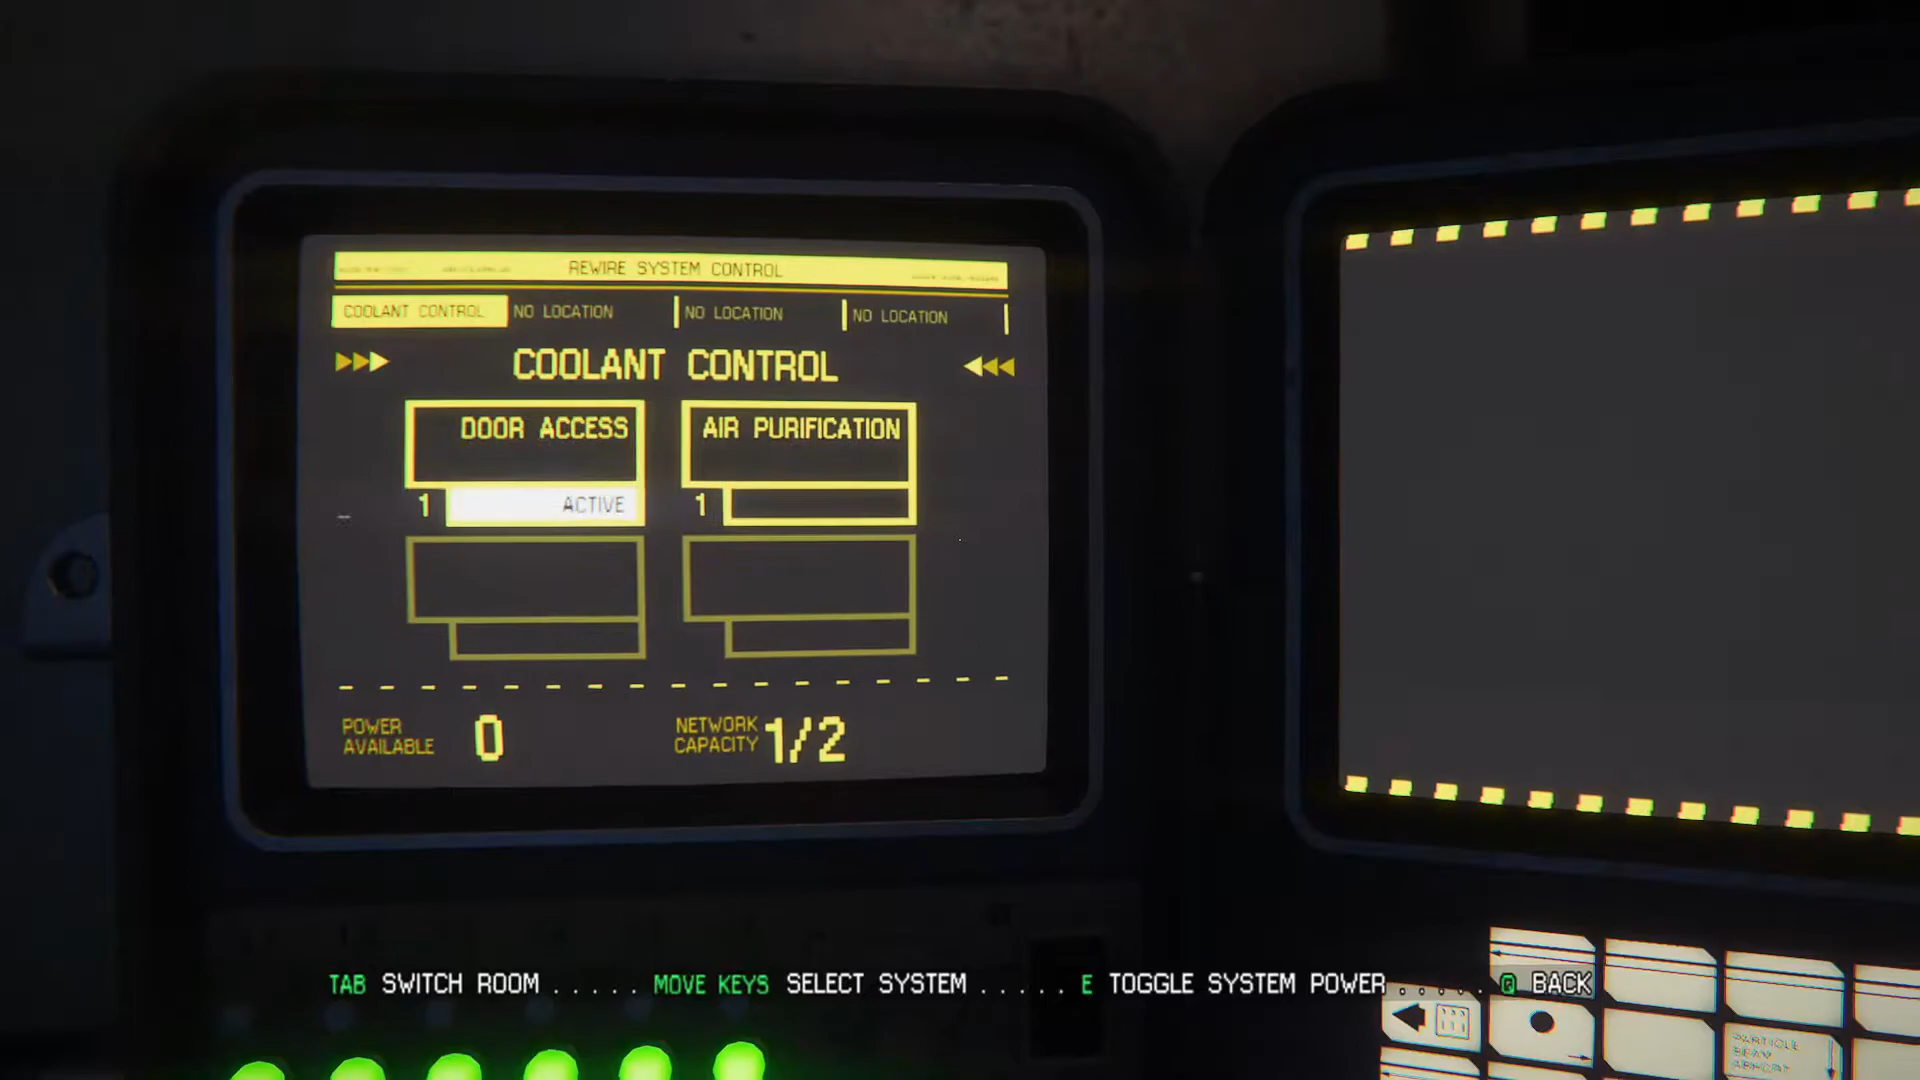 REWIRE SYSTEM CONTROL
COOLANT CONTROL NO LOCATION NO LOCATION NO LOCATION
COOLANT CONTROL
DOOR ACCESS AIR PURIFICATION
1 ACTIVE 1
POWER AVAILABLE 0 NETWORK CAPACITY 1/2
TAB SWITCH ROOM ..... MOVE KEYS SELECT SYSTEM ..... E TOGGLE SYSTEM POWER ..... Q BACK
PARTICLE
BEAM